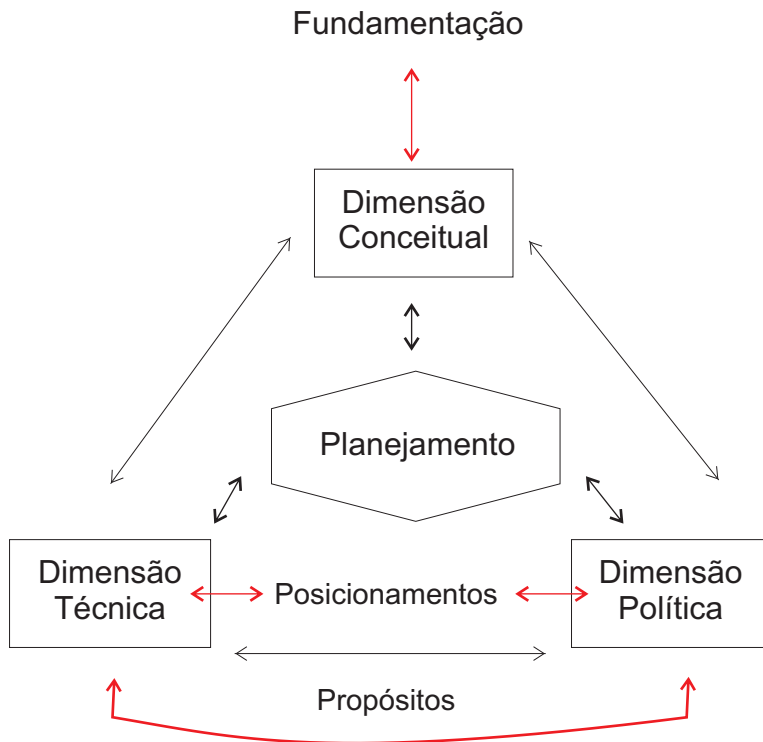 Fundamentação
Dimensão
Conceitual
Planejamento
Dimensão
Técnica
Posicionamentos
Dimensão
Política
Propósitos